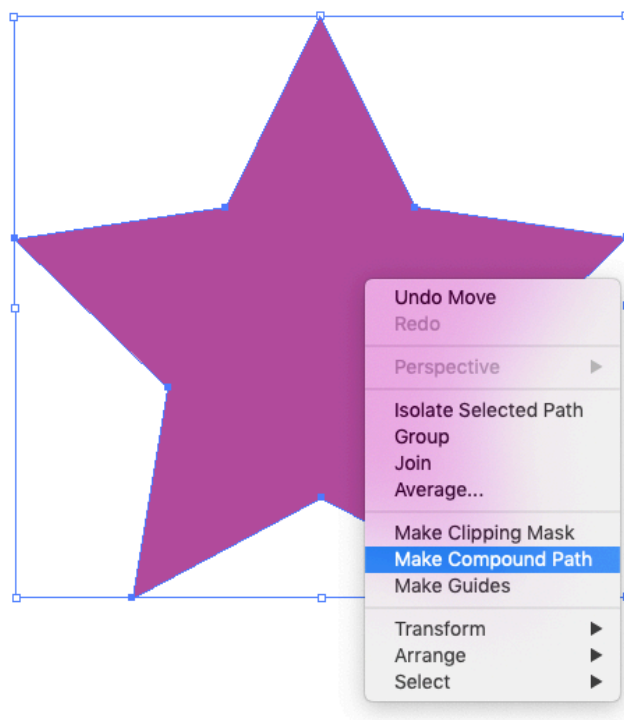 Undo Move
Redo
Perspective
Isolate Selected Path
Group
Join
Average...
Make Clipping Mask
Make Compound Path
Make Guides
Transform
Arrange
Select